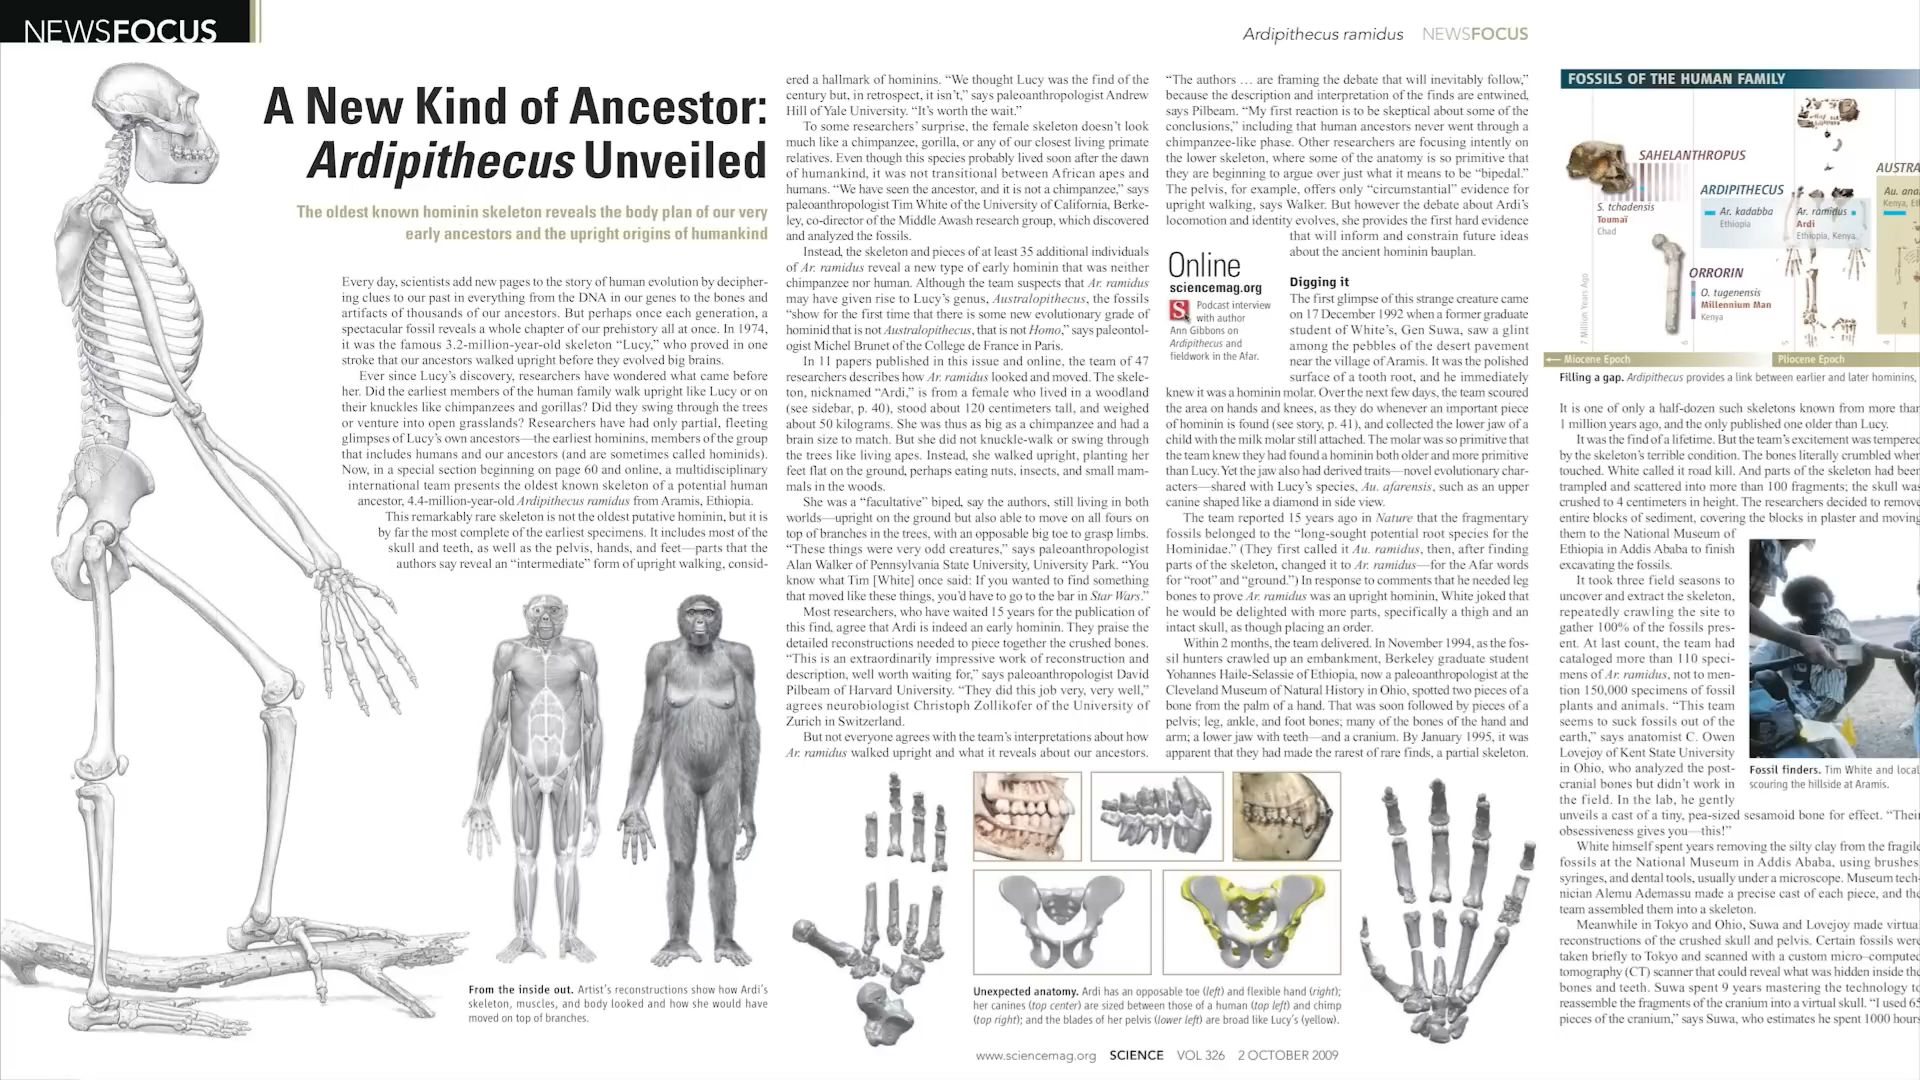 NEWSFOCUS
A New Kind of Ancestor:
Ardipithecus Unveiled
The oldest known hominin skeleton reveals the body plan of our very
early ancestors and the upright origins of humankind
Every day, scientists add new pages to the story of human evolution by decipher-
ing clues to our past in everything from the DNA in our genes to the bones and
artifacts of thousands of our ancestors. But perhaps once each generation, a
spectacular fossil reveals a whole chapter of our prehistory all at once. In 1974,
it was the famous 3.2-million-year-old skeleton “Lucy,” who proved in one
stroke that our ancestors walked upright before they evolved big brains.
Ever since Lucy’s discovery, researchers have wondered what came before
her. Did the earliest members of the human family walk upright like Lucy or on
their knuckles like chimpanzees and gorillas? Did they swing through the trees
or venture into open grasslands? Researchers have had only partial, fleeting
glimpses of Lucy’s own ancestors—the earliest hominins, members of the group
that includes humans and our ancestors (and are sometimes called hominids).
Now, in a special section beginning on page 60 and online, a multidisciplinary
international team presents the oldest known skeleton of a potential human
ancestor, 4.4-million-year-old Ardipithecus ramidus from Aramis, Ethiopia.
This remarkably rare skeleton is not the oldest putative hominin, but it is
by far the most complete of the earliest specimens. It includes most of the
skull and teeth, as well as the pelvis, hands, and feet—parts that the
authors say reveal an “intermediate” form of upright walking, consid-
From the inside out. Artist’s reconstructions show how Ardi’s
skeleton, muscles, and body looked and how she would have
moved on top of branches.
ered a hallmark of hominins. “We thought Lucy was the find of the
century but, in retrospect, it isn’t,” says paleoanthropologist Andrew
Hill of Yale University. “It’s worth the wait.”
To some researchers’ surprise, the female skeleton doesn’t look
much like a chimpanzee, gorilla, or any of our closest living primate
relatives. Even though this species probably lived soon after the dawn
of humankind, it was not transitional between African apes and
humans. “We have seen the ancestor, and it is not a chimpanzee,” says
paleoanthropologist Tim White of the University of California, Berke-
ley, co-director of the Middle Awash research group, which discovered
and analyzed the fossils.
Instead, the skeleton and pieces of at least 35 additional individuals
of Ar. ramidus reveal a new type of early hominin that was neither
chimpanzee nor human. Although the team suspects that Ar. ramidus
may have given rise to Lucy’s genus, Australopithecus, the fossils
“show for the first time that there is some new evolutionary grade of
hominid that is not Australopithecus, that is not Homo,” says paleontol-
ogist Michel Brunet of the College de France in Paris.
In 11 papers published in this issue and online, the team of 47
researchers describes how Ar. ramidus looked and moved. The skele-
ton, nicknamed “Ardi,” is from a female who lived in a woodland
(see sidebar, p. 40), stood about 120 centimeters tall, and weighed
about 50 kilograms. She was thus as big as a chimpanzee and had a
brain size to match. But she did not knuckle-walk or swing through
the trees like living apes. Instead, she walked upright, planting her
feet flat on the ground, perhaps eating nuts, insects, and small mam-
mals in the woods.
She was a “facultative” biped, say the authors, still living in both
worlds—upright on the ground but also able to move on all fours on
top of branches in the trees, with an opposable big toe to grasp limbs.
“These things were very odd creatures,” says paleoanthropologist
Alan Walker of Pennsylvania State University, University Park. “You
know what Tim [White] once said: If you wanted to find something
that moved like these things, you’d have to go to the bar in Star Wars.”
Most researchers, who have waited 15 years for the publication of
this find, agree that Ardi is indeed an early hominin. They praise the
detailed reconstructions needed to piece together the crushed bones.
“This is an extraordinarily impressive work of reconstruction and
description, well worth waiting for,” says paleoanthropologist David
Pilbeam of Harvard University. “They did this job very, very well,”
agrees neurobiologist Christoph Zollikofer of the University of
Zurich in Switzerland.
But not everyone agrees with the team’s interpretations about how
Ar. ramidus walked upright and what it reveals about our ancestors.
Ardipithecus ramidus NEWSFOCUS
“The authors … are framing the debate that will inevitably follow,”
because the description and interpretation of the finds are entwined,
says Pilbeam. “My first reaction is to be skeptical about some of the
conclusions,” including that human ancestors never went through a
chimpanzee-like phase. Other researchers are focusing intently on
the lower skeleton, where some of the anatomy is so primitive that
they are beginning to argue over just what it means to be “bipedal.”
The pelvis, for example, offers only “circumstantial” evidence for
upright walking, says Walker. But however the debate about Ardi’s
locomotion and identity evolves, she provides the first hard evidence
that will inform and constrain future ideas
about the ancient hominin bauplan.
Online
sciencemag.org
S
Podcast interview
with author
Ann Gibbons on
Ardipithecus and
fieldwork in the Afar.
Digging it
The first glimpse of this strange creature came
on 17 December 1992 when a former graduate
student of White’s, Gen Suwa, saw a glint
among the pebbles of the desert pavement
near the village of Aramis. It was the polished
surface of a tooth root, and he immediately
knew it was a hominin molar. Over the next few days, the team scoured
the area on hands and knees, as they do whenever an important piece
of hominin is found (see story, p. 41), and collected the lower jaw of a
child with the milk molar still attached. The molar was so primitive that
the team knew they had found a hominin both older and more primitive
than Lucy. Yet the jaw also had derived traits—novel evolutionary char-
acters—shared with Lucy’s species, Au. afarensis, such as an upper
canine shaped like a diamond in side view.
The team reported 15 years ago in Nature that the fragmentary
fossils belonged to the “long-sought potential root species for the
Hominidae.” (They first called it Au. ramidus, then, after finding
parts of the skeleton, changed it to Ar. ramidus—for the Afar words
for “root” and “ground.”) In response to comments that he needed leg
bones to prove Ar. ramidus was an upright hominin, White joked that
he would be delighted with more parts, specifically a thigh and an
intact skull, as though placing an order.
Within 2 months, the team delivered. In November 1994, as the fos-
sil hunters crawled up an embankment, Berkeley graduate student
Yohannes Haile-Selassie of Ethiopia, now a paleoanthropologist at the
Cleveland Museum of Natural History in Ohio, spotted two pieces of a
bone from the palm of a hand. That was soon followed by pieces of a
pelvis; leg, ankle, and foot bones; many of the bones of the hand and
arm; a lower jaw with teeth—and a cranium. By January 1995, it was
apparent that they had made the rarest of rare finds, a partial skeleton.
Unexpected anatomy. Ardi has an opposable toe (left) and flexible hand (right);
her canines (top center) are sized between those of a human (top left) and chimp
(top right); and the blades of her pelvis (lower left) are broad like Lucy’s (yellow).
www.sciencemag.org SCIENCE VOL 326 2 OCTOBER 2009
FOSSILS OF THE HUMAN FAMILY
SAHELANTHROPUS
S. tchadensis
Toumaï
Chad
ARDIPITHECUS
Ar. kadabba
Ethiopia
Ar. ramidus
Ardi
Ethiopia, Kenya
AUSTRA
Au. ana
Kenya, Et
ORRORIN
O. tugenensis
Millennium Man
Kenya
7 Million Years Ago
6
5
4
Miocene Epoch
Pliocene Epoch
Filling a gap. Ardipithecus provides a link between earlier and later hominins,
It is one of only a half-dozen such skeletons known from more than
1 million years ago, and the only published one older than Lucy.
It was the find of a lifetime. But the team’s excitement was tempered
by the skeleton’s terrible condition. The bones literally crumbled when
touched. White called it road kill. And parts of the skeleton had been
trampled and scattered into more than 100 fragments; the skull was
crushed to 4 centimeters in height. The researchers decided to remove
entire blocks of sediment, covering the blocks in plaster and moving
them to the National Museum of
Ethiopia in Addis Ababa to finish
excavating the fossils.
It took three field seasons to
uncover and extract the skeleton,
repeatedly crawling the site to
gather 100% of the fossils pres-
ent. At last count, the team had
cataloged more than 110 speci-
mens of Ar. ramidus, not to men-
tion 150,000 specimens of fossil
plants and animals. “This team
seems to suck fossils out of the
earth,” says anatomist C. Owen
Lovejoy of Kent State University
in Ohio, who analyzed the post-
cranial bones but didn’t work in
the field. In the lab, he gently
unveils a cast of a tiny, pea-sized sesamoid bone for effect. “Their
obsessiveness gives you—this!”
White himself spent years removing the silty clay from the fragile
fossils at the National Museum in Addis Ababa, using brushes,
syringes, and dental tools, usually under a microscope. Museum tech-
nician Alemu Ademassu made a precise cast of each piece, and the
team assembled them into a skeleton.
Meanwhile in Tokyo and Ohio, Suwa and Lovejoy made virtua
reconstructions of the crushed skull and pelvis. Certain fossils were
taken briefly to Tokyo and scanned with a custom micro–computed
tomography (CT) scanner that could reveal what was hidden inside the
bones and teeth. Suwa spent 9 years mastering the technology to
reassemble the fragments of the cranium into a virtual skull. “I used 65
pieces of the cranium,” says Suwa, who estimates he spent 1000 hours
Fossil finders. Tim White and local
scouring the hillside at Aramis.